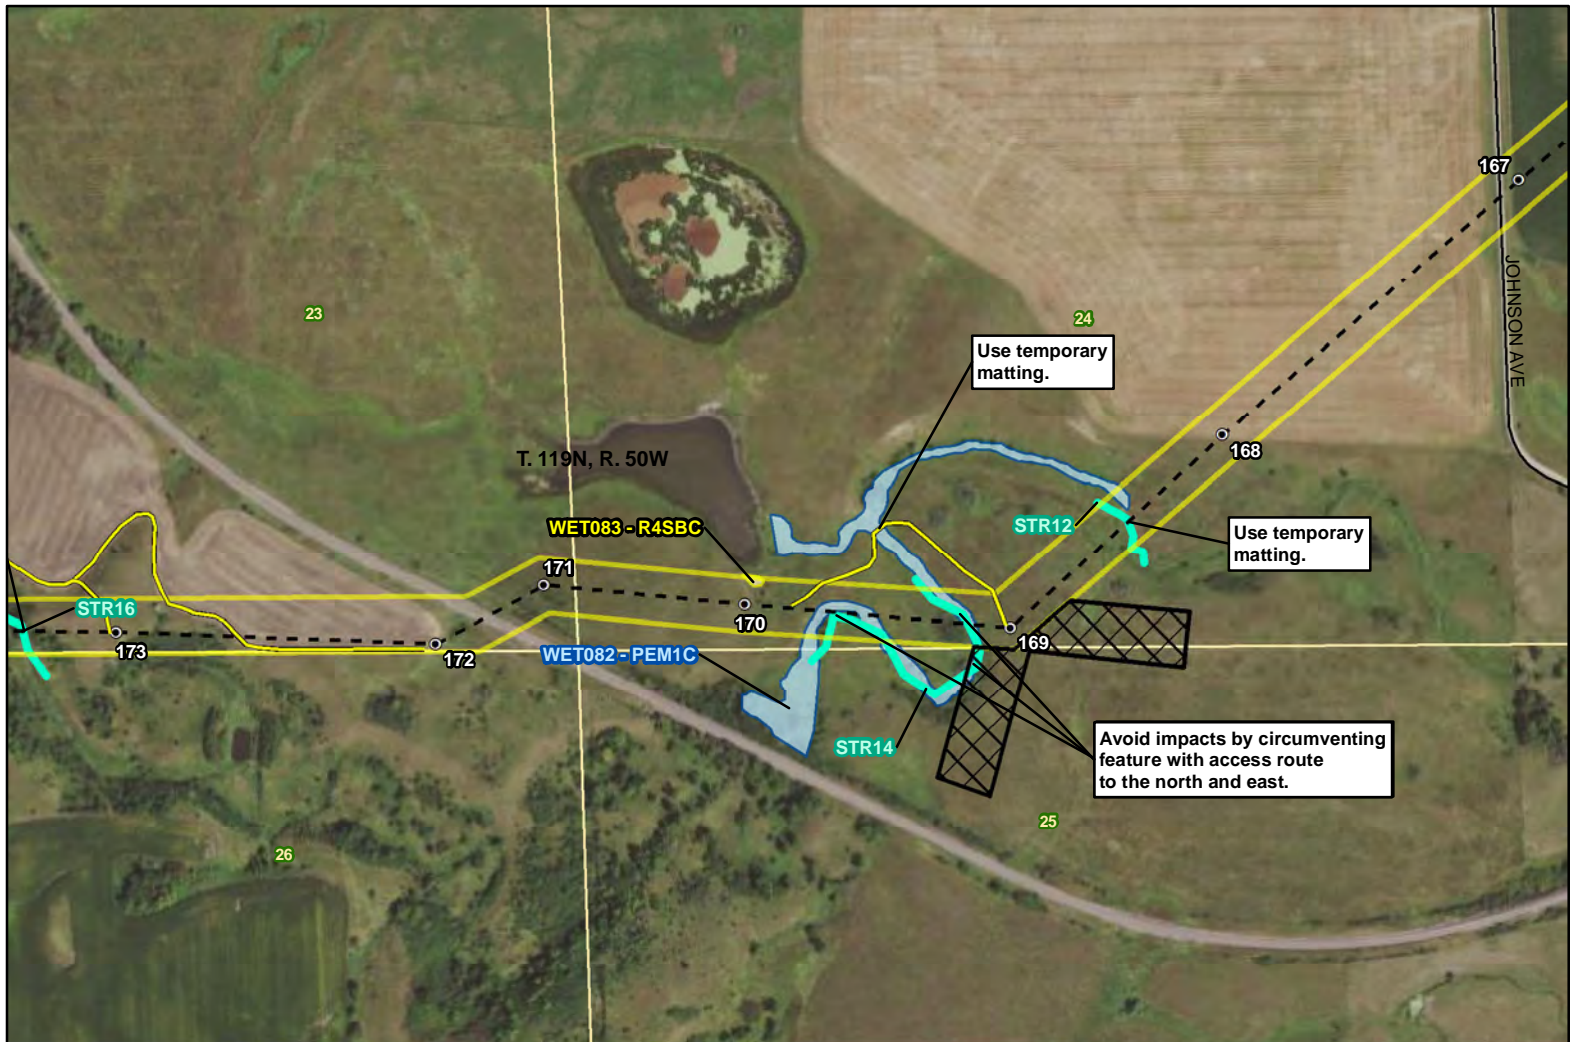 167
JOHNSON AVE
23
24
Use temporary
matting.
168
T. 119N, R. 50W
WET083 - R4SBC
STR12
Use temporary
matting.
171
STR16
170
173
172
169
WET082 - PEM1C
STR14
Avoid impacts by circumventing
feature with access route
to the north and east.
25
26